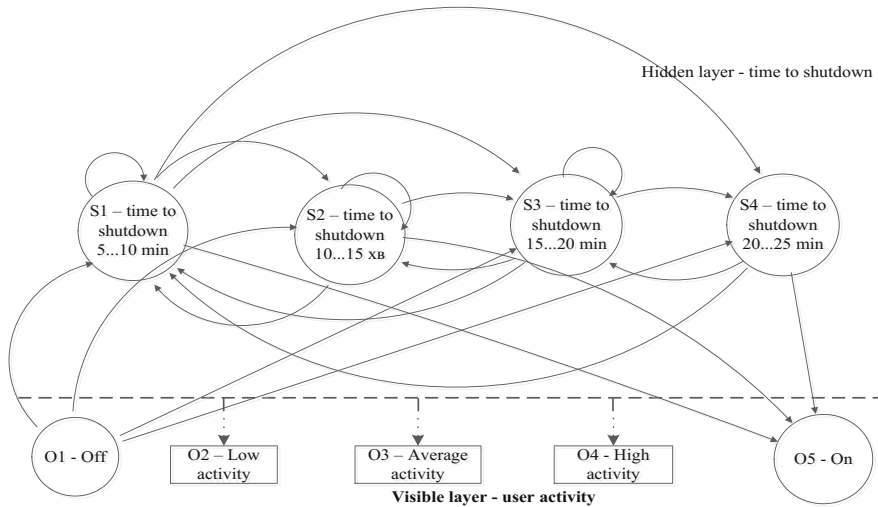 Hidden layer - time to shutdown
S1 – time to
shutdown
5...10 min
S2 – time to
shutdown
10...15 хв
S3 – time to
shutdown
15...20 min
S4 – time to
shutdown
20...25 min
O1 - Off
O2 – Low
activity
O3 – Average
activity
O4 - High
activity
O5 - On
Visible layer - user activity